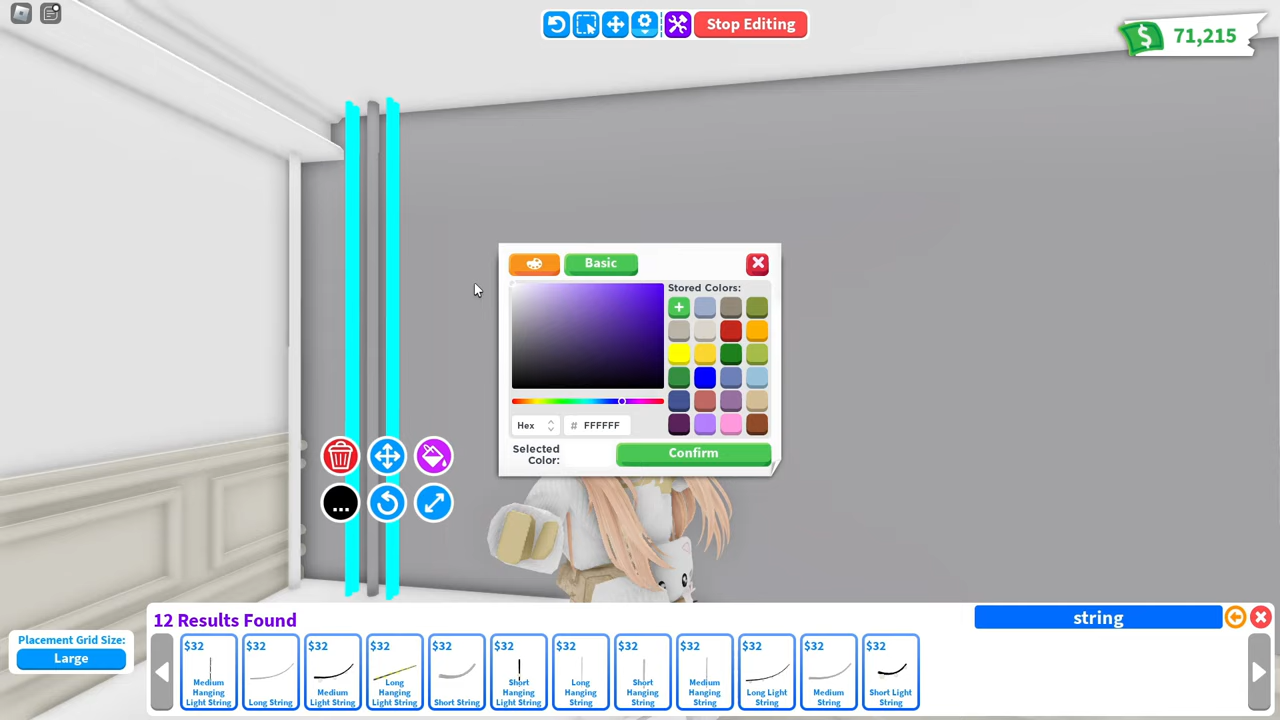 Stop Editing
71,215
Basic
Stored Colors:
+
Hex
# FFFFFF
Selected
Color:
Confirm
...
12 Results Found
string
Placement Grid Size:
Large
$32
Medium
Hanging
Light String
$32
Long String
$32
Medium
Light String
$32
Long
Hanging
Light String
$32
Short String
$32
Short
Hanging
Light String
$32
Long
Hanging
String
$32
Short
Hanging
String
$32
Medium
Hanging
String
$32
Long Light
String
$32
Medium
String
$32
Short Light
String